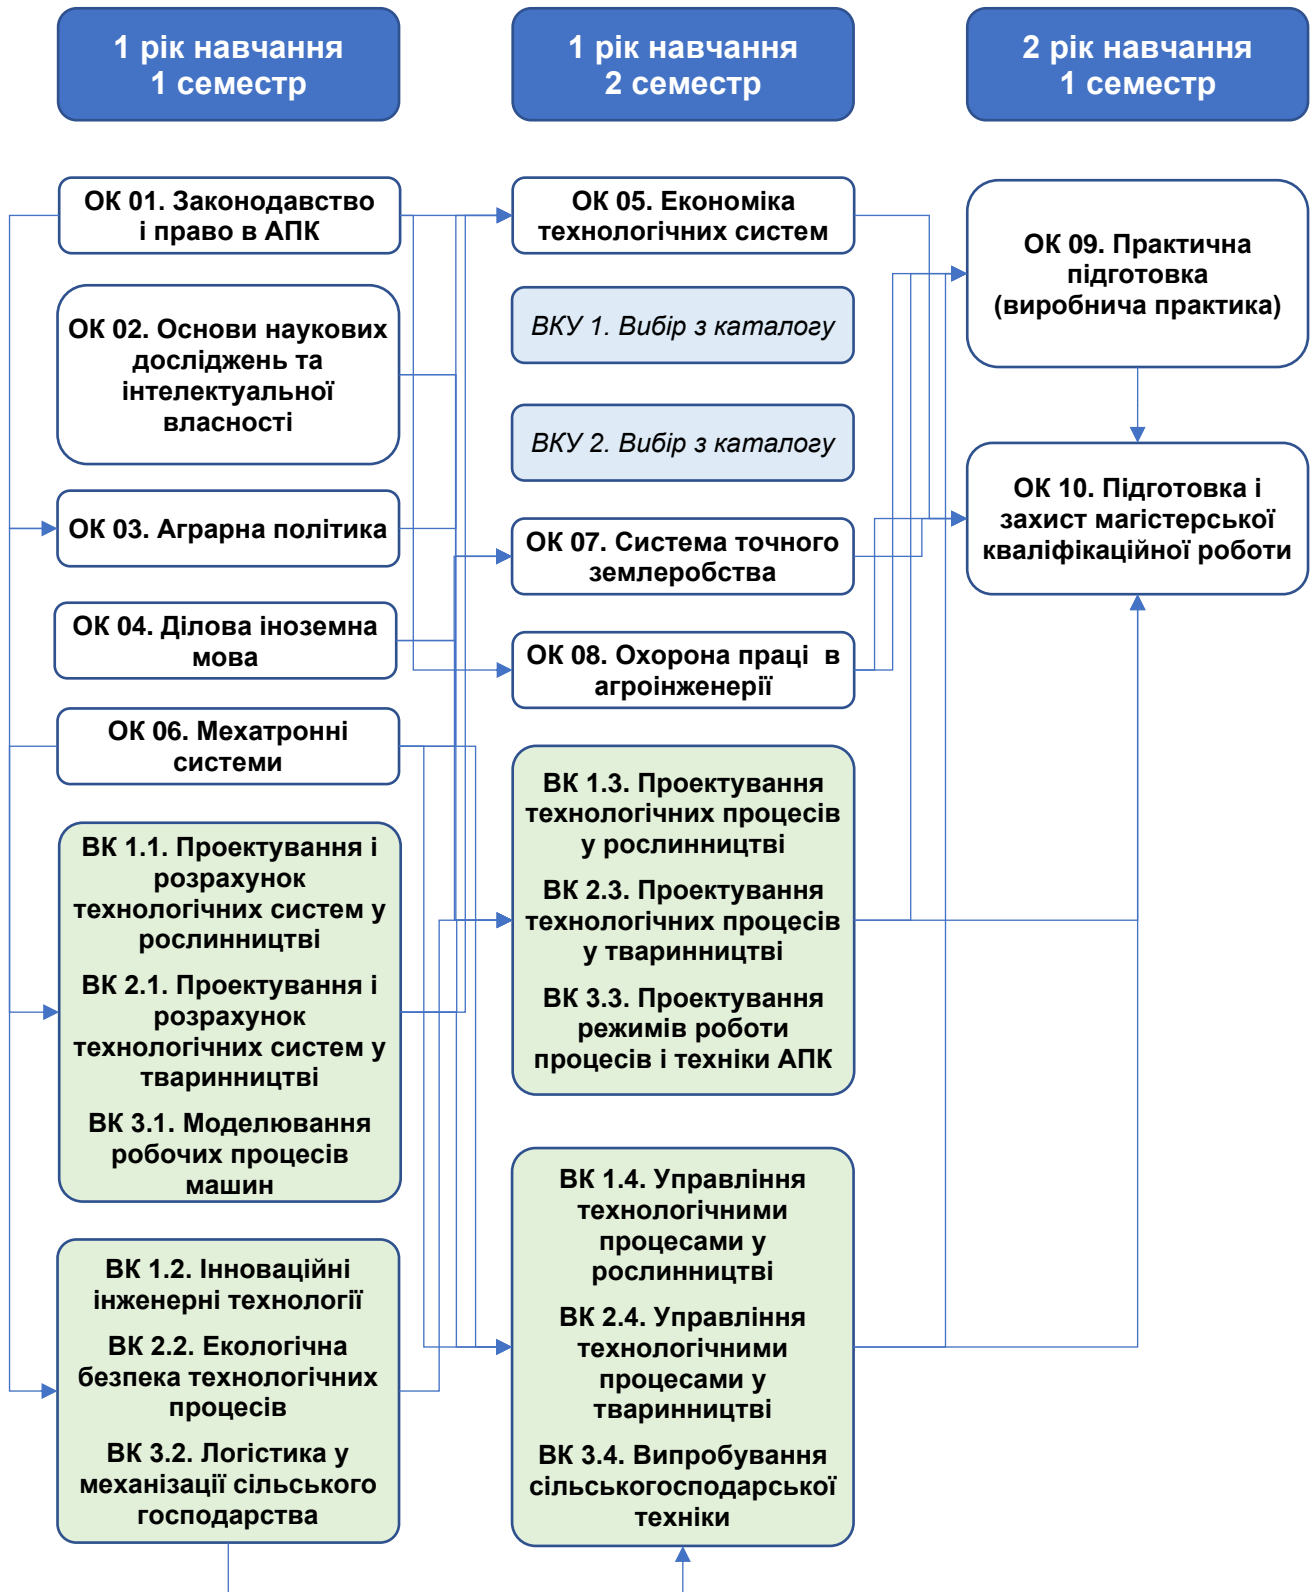 1 рік навчання
1 семестр
1 рік навчання
2 семестр
2 рік навчання
1 семестр
ОК 01. Законодавство
і право в АПК
ОК 02. Основи наукових
досліджень та
інтелектуальної
власності
ОК 03. Аграрна політика
ОК 04. Ділова іноземна
мова
ОК 06. Мехатронні
системи
ВК 1.1. Проектування і
розрахунок
технологічних систем у
рослинництві
ВК 2.1. Проектування і
розрахунок
технологічних систем у
тваринництві
ВК 3.1. Моделювання
робочих процесів
машин
ВК 1.2. Інноваційні
інженерні технології
ВК 2.2. Екологічна
безпека технологічних
процесів
ВК 3.2. Логістика у
механізації сільського
господарства
ОК 05. Економіка
технологічних систем
ВКУ 1. Вибір з каталогу
ВКУ 2. Вибір з каталогу
ОК 07. Система точного
землеробства
ОК 08. Охорона праці  в
агроінженерії
ВК 1.3. Проектування
технологічних процесів
у рослинництві
ВК 2.3. Проектування
технологічних процесів
у тваринництві
ВК 3.3. Проектування
режимів роботи
процесів і техніки АПК
ВК 1.4. Управління
технологічними
процесами у
рослинництві
ВК 2.4. Управління
технологічними
процесами у
тваринництві
ВК 3.4. Випробування
сільськогосподарської
техніки
ОК 09. Практична
підготовка
(виробнича практика)
ОК 10. Підготовка і
захист магістерської
кваліфікаційної роботи